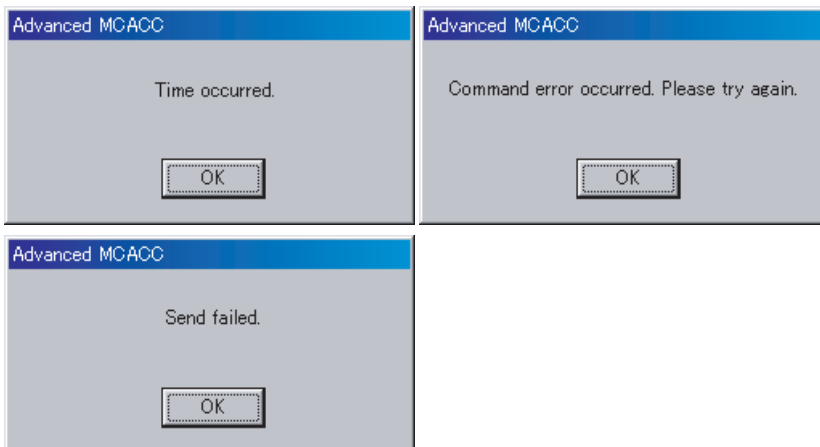 Advanced MCACC
Time occurred.
OK
Advanced MCACC
Command error occurred. Please try again.
OK
Advanced MCACC
Send failed.
OK